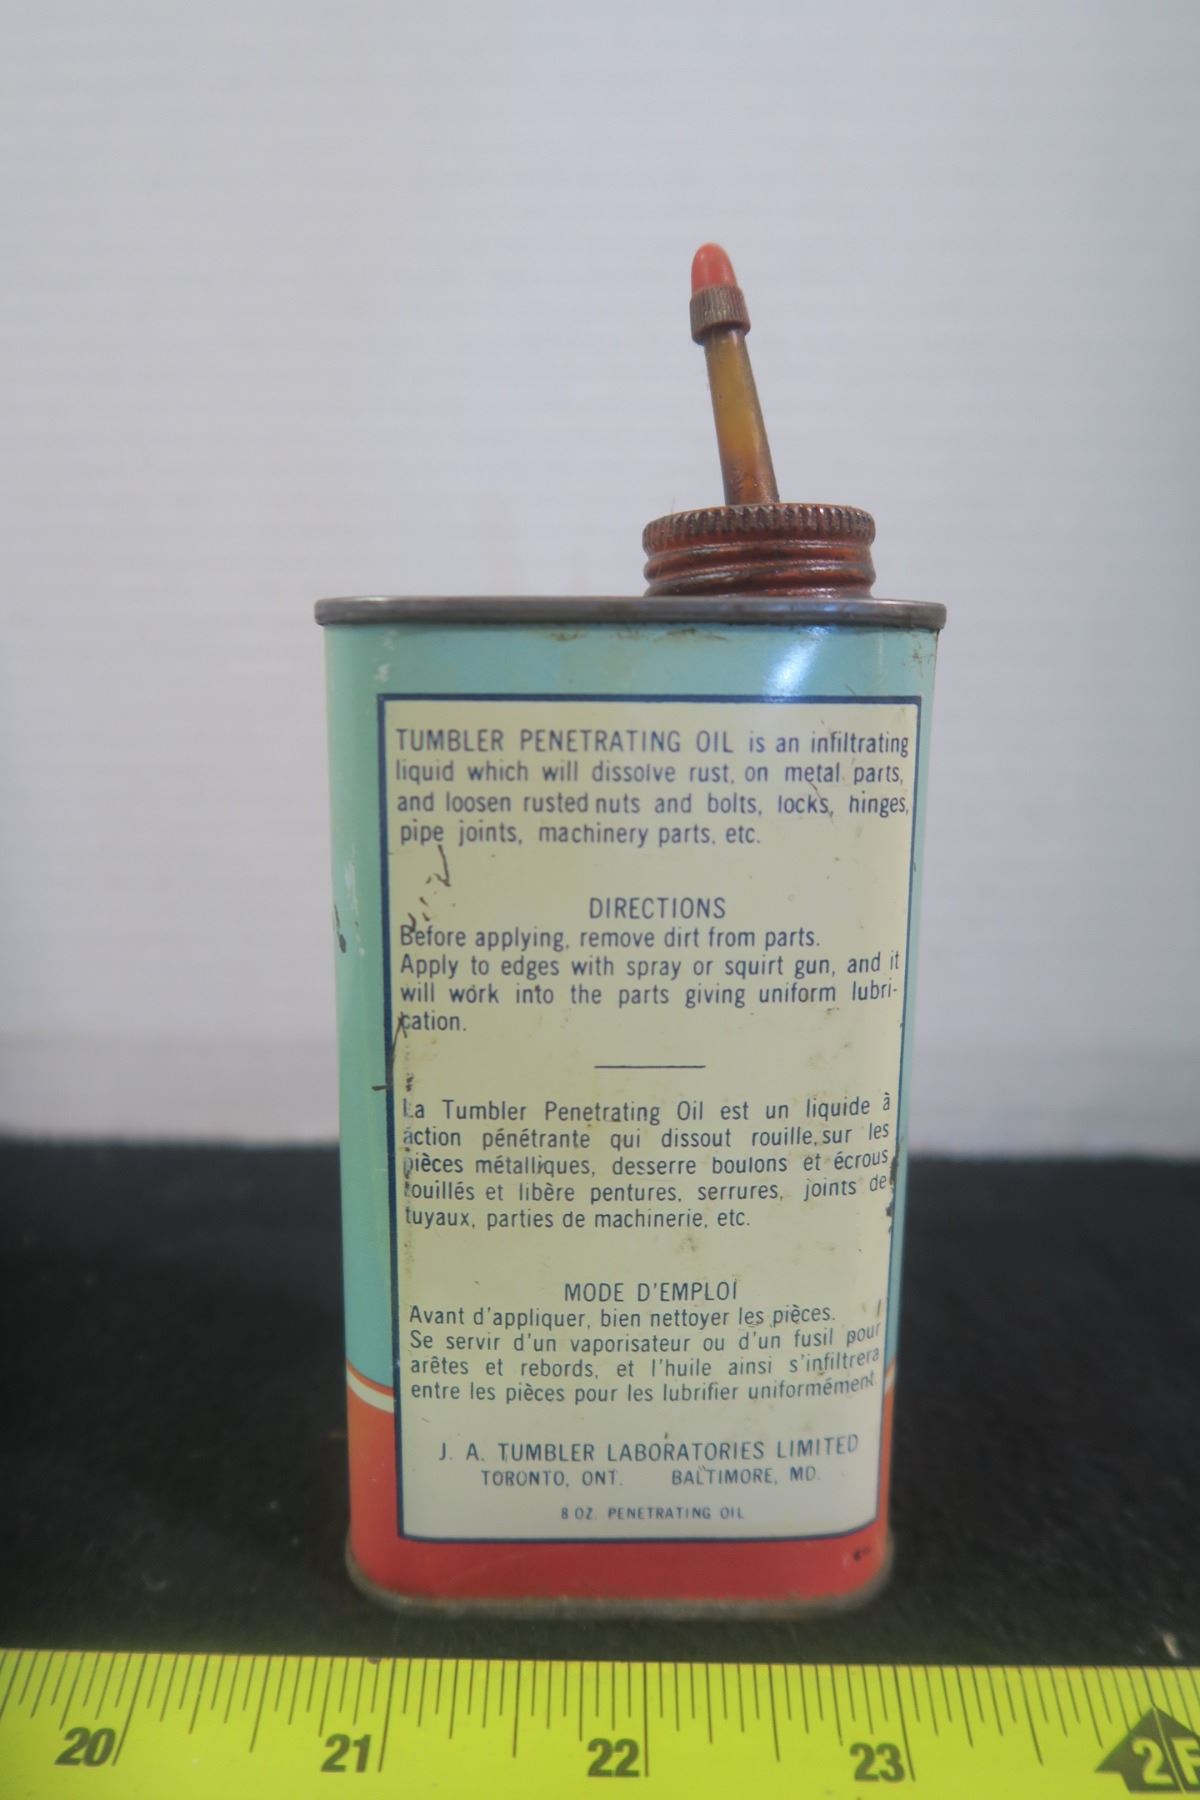 TUMBLER PENETRATING OIL is an infiltrating
liquid which will dissolve rust, on metal parts,
and loosen rusted nuts and bolts, locks, hinges,
pipe joints, machinery parts, etc.
DIRECTIONS
Before applying, remove dirt from parts.
Apply to edges with spray or squirt gun, and it
will work into the parts giving uniform lubri-
cation.
La Tumbler Penetrating Oil est un liquide à
action pénétrante qui dissout rouille, sur les
pièces métalliques, desserre boulons et écrous
rouillés et libère pentures, serrures, joints de
tuyaux, parties de machinerie, etc.
MODE D'EMPLOI
Avant d'appliquer, bien nettoyer les pièces.
Se servir d'un vaporisateur ou d'un fusil pour
arêtes et rebords, et l'huile ainsi s'infiltrera
entre les pièces pour les lubrifier uniformément.
J. A. TUMBLER LABORATORIES LIMITED
TORONTO, ONT. BALTIMORE, MD.
8 OZ. PENETRATING OIL
20 21 22 23 2F